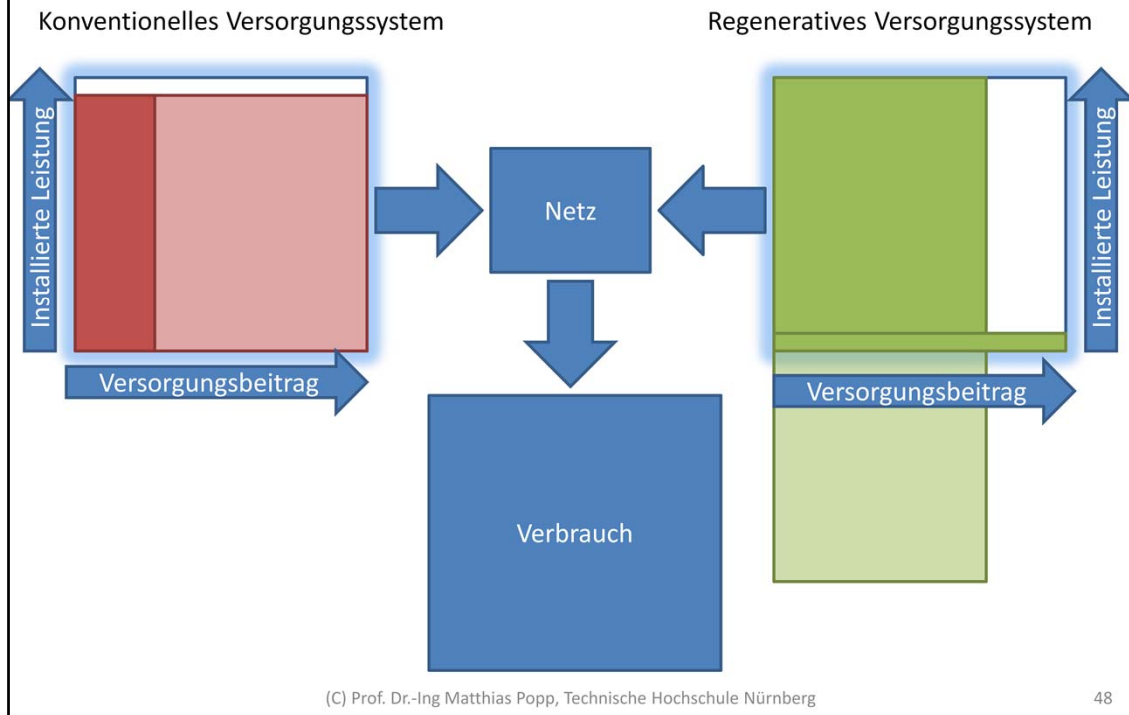 Konventionelles Versorgungssystem
Regeneratives Versorgungssystem
Installierte Leistung
Versorgungsbeitrag
Netz
Verbrauch
Versorgungsbeitrag
Installierte Leistung
(C) Prof. Dr.-Ing Matthias Popp, Technische Hochschule Nürnberg
48